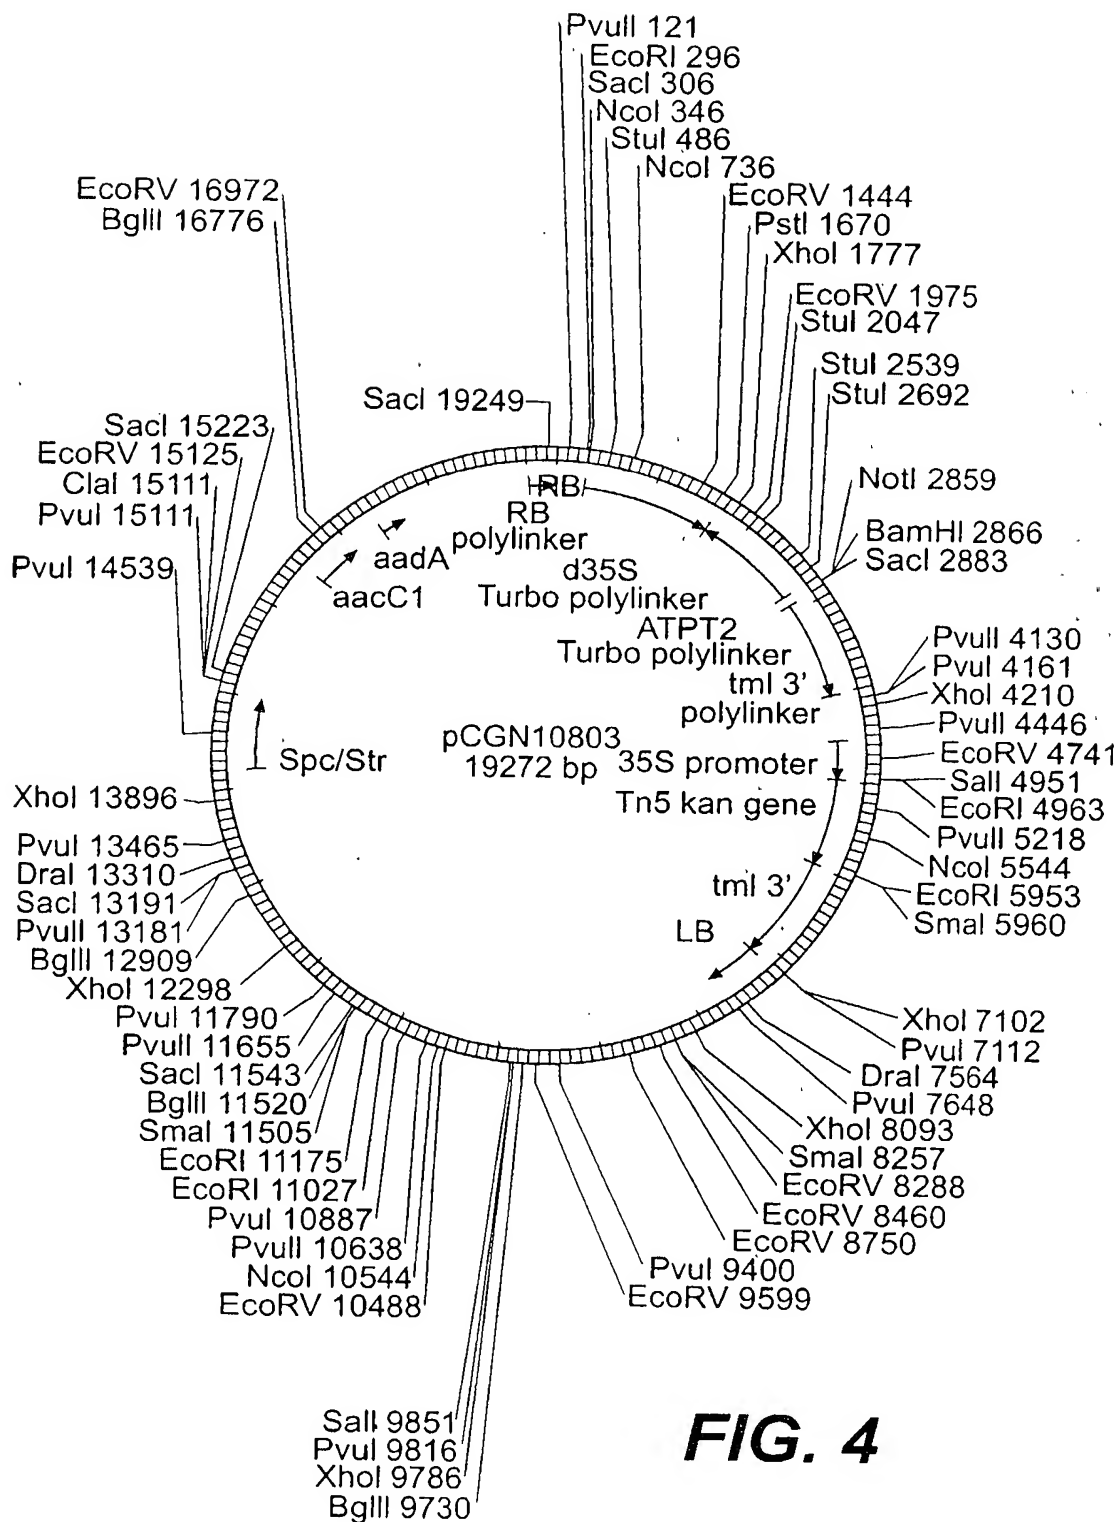 PvuII 121
EcoRI 296
SacI 306
NcoI 346
StuI 486
NcoI 736
EcoRV 1444
PstI 1670
XhoI 1777
EcoRV 1975
StuI 2047
StuI 2539
StuI 2692
NotI 2859
BamHI 2866
SacI 2883
PvuII 4130
PvuI 4161
XhoI 4210
PvuII 4446
EcoRV 4741
SalI 4951
EcoRI 4963
PvuII 5218
NcoI 5544
EcoRI 5953
SmaI 5960
XhoI 7102
PvuI 7112
DraI 7564
PvuI 7648
XhoI 8093
SmaI 8257
EcoRV 8288
EcoRV 8460
EcoRV 8750
PvuI 9400
EcoRV 9599
BglII 9730
XhoI 9786
PvuI 9816
SalI 9851
EcoRV 10488
NcoI 10544
PvuII 10638
PvuI 10887
EcoRI 11027
EcoRI 11175
SmaI 11505
BglII 11520
SacI 11543
PvuII 11655
PvuI 11790
XhoI 12298
BglII 12909
PvuII 13181
SacI 13191
DraI 13310
PvuI 13465
XhoI 13896
PvuI 14539
PvuI 15111
ClaI 15111
EcoRV 15125
SacI 15223
BglII 16776
EcoRV 16972
SacI 19249
RB
RB
polylinker
d35S
Turbo polylinker
ATPT2
Turbo polylinker
tml 3'
polylinker
35S promoter
Tn5 kan gene
tml 3'
LB
Spc/Str
aacC1
aadA
pCGN10803
19272 bp
FIG. 4